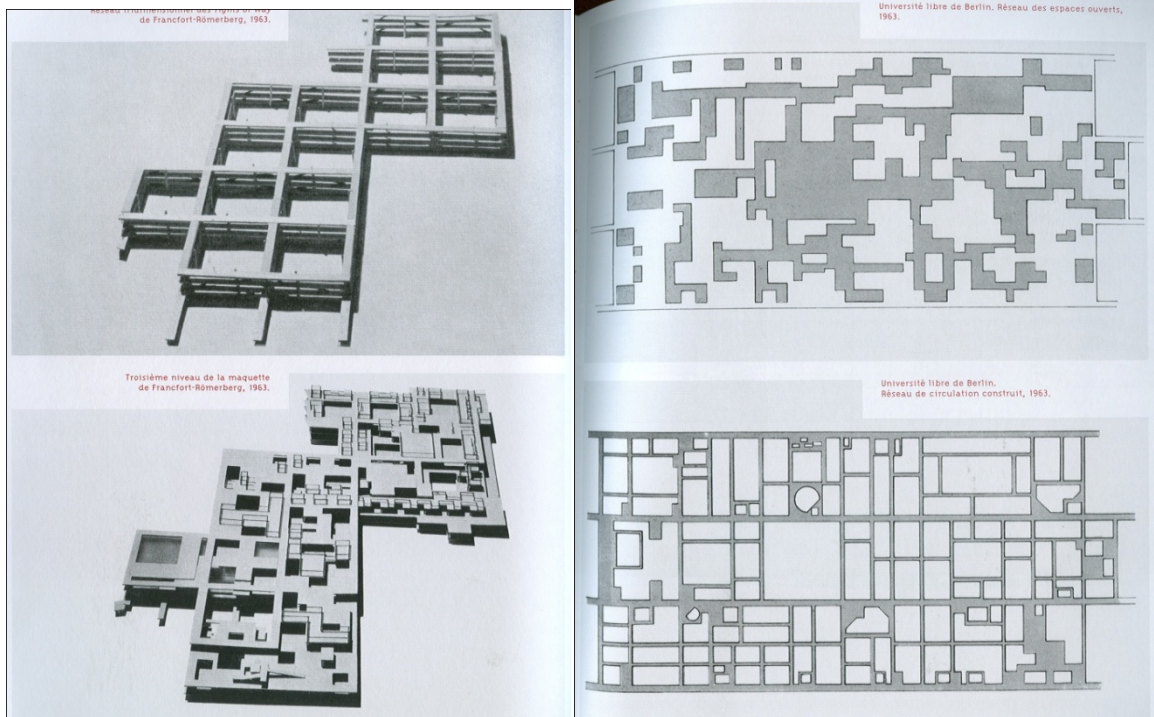 de Francfort-Römerberg, 1963.
Troisième niveau de la maquette
de Francfort-Römerberg, 1963.
Université libre de Berlin. Réseau des espaces ouverts,
1963.
Université libre de Berlin.
Réseau de circulation construit, 1963.